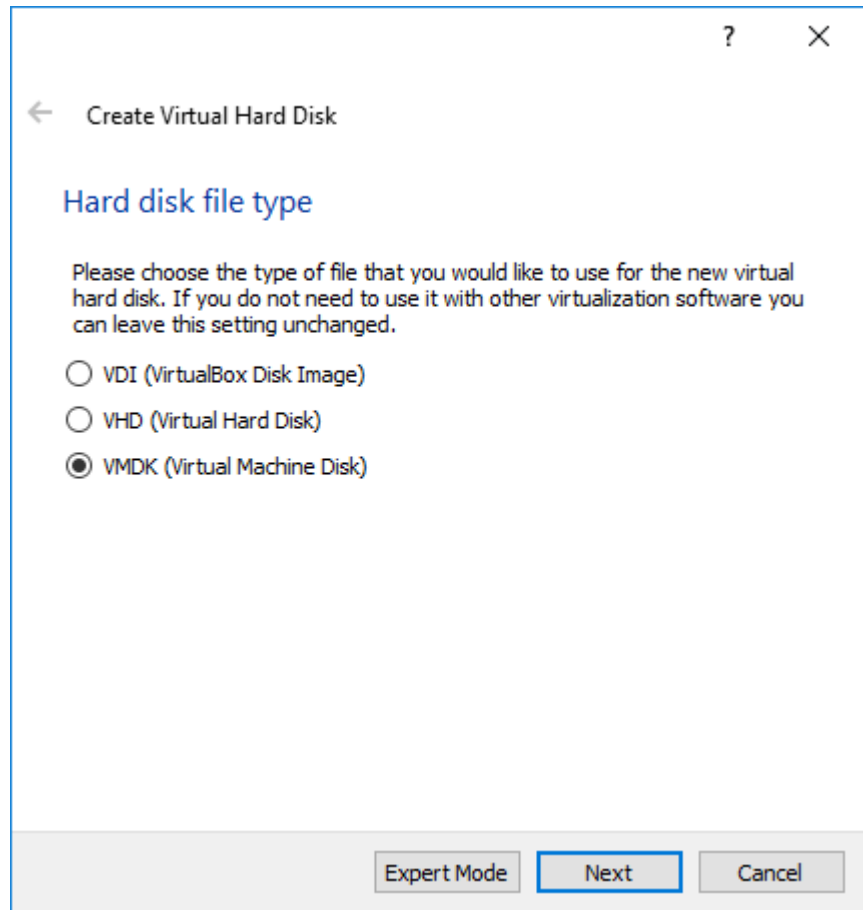 ?
Create Virtual Hard Disk
Hard disk file type
Please choose the type of file that you would like to use for the new virtual
hard disk. If you do not need to use it with other virtualization software you
can leave this setting unchanged.
VDI (VirtualBox Disk Image)
VHD (Virtual Hard Disk)
VMDK (Virtual Machine Disk)
Expert Mode Next Cancel